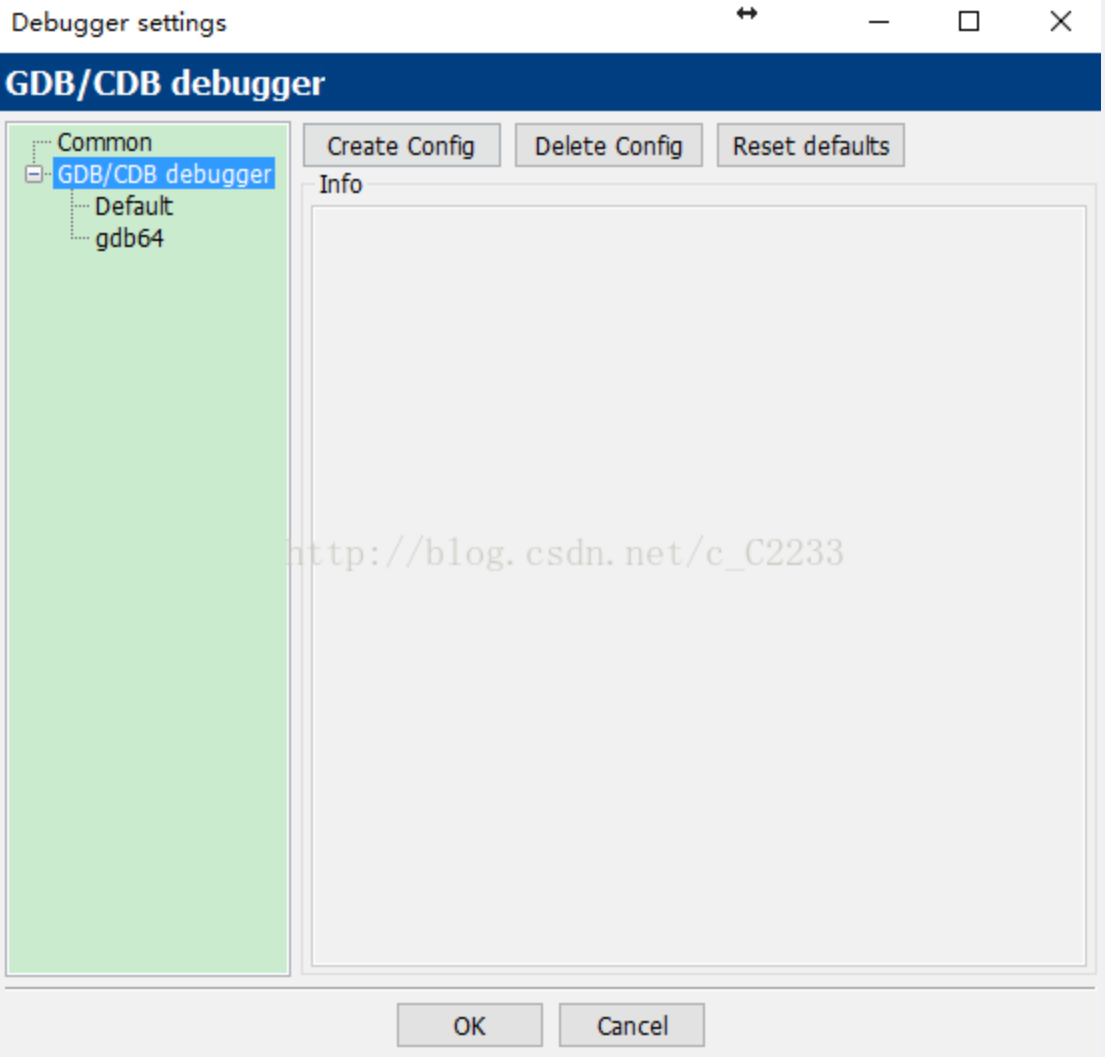 Debugger settings
GDB/CDB debugger
Common
GDB/CDB debugger
Default
gdb64
Create Config Delete Config Reset defaults
Info
http://blog.csdn.net/c_C2233
OK Cancel